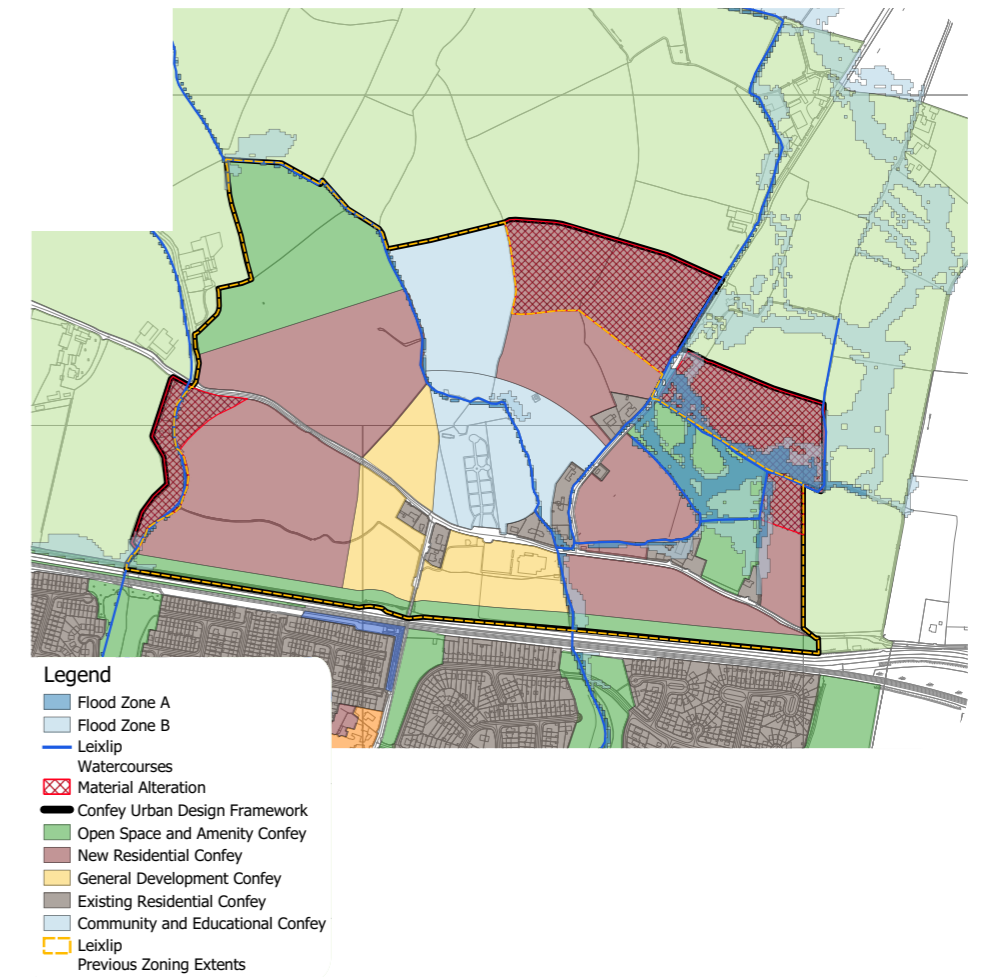 Legend
Flood Zone A
Flood Zone B
Leixlip
Watercourses
Material Alteration
Confey Urban Design Framework
Open Space and Amenity Confey
New Residential Confey
General Development Confey
Existing Residential Confey
Community and Educational Confey
Leixlip
Previous Zoning Extents